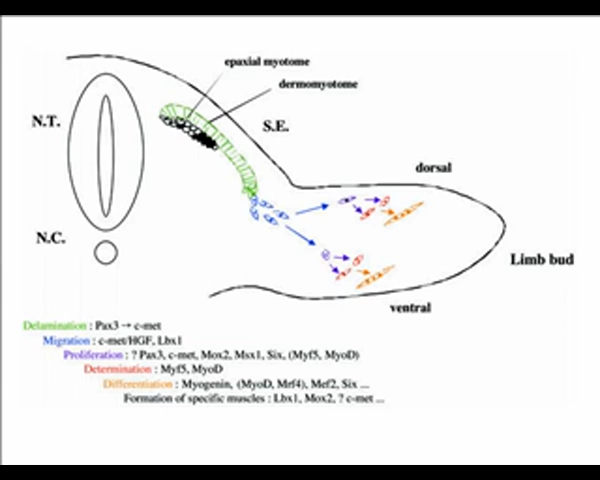 epaxial myotome
dermomyotome
N.T.
S.E.
dorsal
N.C.
Limb bud
ventral
Delamination : Pax3 → c-met
Migration : c-met/HGF, Lbx1
Proliferation : ? Pax3, c-met, Mox2, Msx1, Six, (Myf5, MyoD)
Determination : Myf5, MyoD
Differentiation : Myogenin, (MyoD, Mrf4), Mef2, Six ...
Formation of specific muscles : Lbx1, Mox2, ? c-met ...